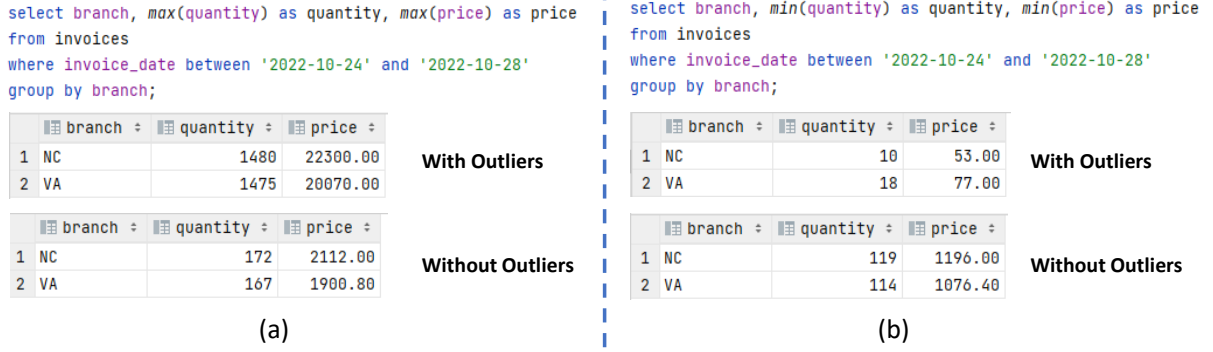 select branch, max(quantity) as quantity, max(price) as price
from invoices
where invoice_date between '2022-10-24' and '2022-10-28'
group by branch;
branch quantity price
1 NC 1480 22300.00
2 VA 1475 20070.00
With Outliers
branch quantity price
1 NC 172 2112.00
2 VA 167 1900.80
Without Outliers
(a)
select branch, min(quantity) as quantity, min(price) as price
from invoices
where invoice_date between '2022-10-24' and '2022-10-28'
group by branch;
branch quantity price
1 NC 10 53.00
2 VA 18 77.00
With Outliers
branch quantity price
1 NC 119 1196.00
2 VA 114 1076.40
Without Outliers
(b)